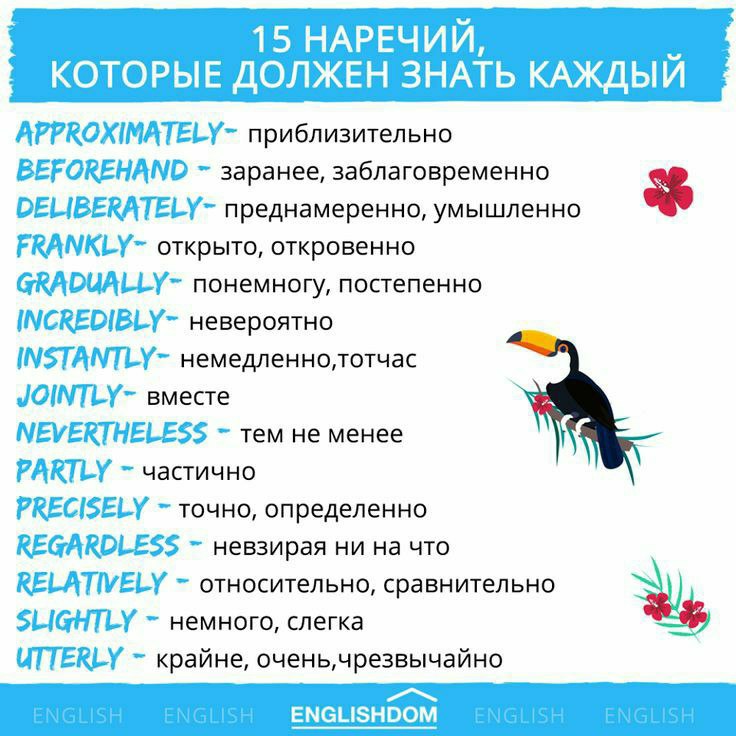 15 НАРЕЧИЙ,
КОТОРЫЕ ДОЛЖЕН ЗНАТЬ КАЖДЫЙ
APPROXIMATELY- приблизительно
BEFOREHAND - заранее, заблаговременно
DELIBERATELY- преднамеренно, умышленно
FRANKLY- открыто, откровенно
GRADUALLY- понемногу, постепенно
INCREDIBLY- невероятно
INSTANTLY- немедленно,тотчас
JOINTLY- вместе
NEVERTHELESS - тем не менее
PARTLY - частично
PRECISELY - точно, определенно
REGARDLESS - невзирая ни на что
RELATIVELY - относительно, сравнительно
SLIGHTLY - немного, слегка
UTTERLY - крайне, очень,чрезвычайно
ENGLISH ENGLISH ENGLISHDOM ENGLISH ENGLISH